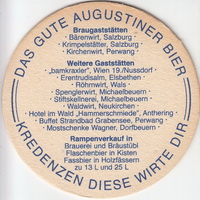 DAS GUTE AUGUSTINER BIER
Braugaststätten
· Bärenwirt, Salzburg ·
· Krimpelstätter, Salzburg ·
· Kirchenwirt, Perwang ·
Weitere Gaststätten
· „bamkraxler", Wien 19./Nussdorf ·
· Erentrudisalm, Elsbethen ·
· Röhmwirt, Wals ·
· Spenglerwirt, Michaelbeuern ·
· Stiftskellnerei, Michaelbeuern ·
· Waldwirt, Neukirchen ·
· Hotel im Wald „Hammerschmiede", Anthering
· Buffet Strandbad Grabensee, Perwang ·
· Mostschenke Wagner, Dorfbeuern ·
Rampenverkauf in
Brauerei und Bräustübl
Flaschenbier in Kisten
Fassbier in Holzfässern
zu 13 L und 25 L
KREDENZEN DIESE WIRTE DIR